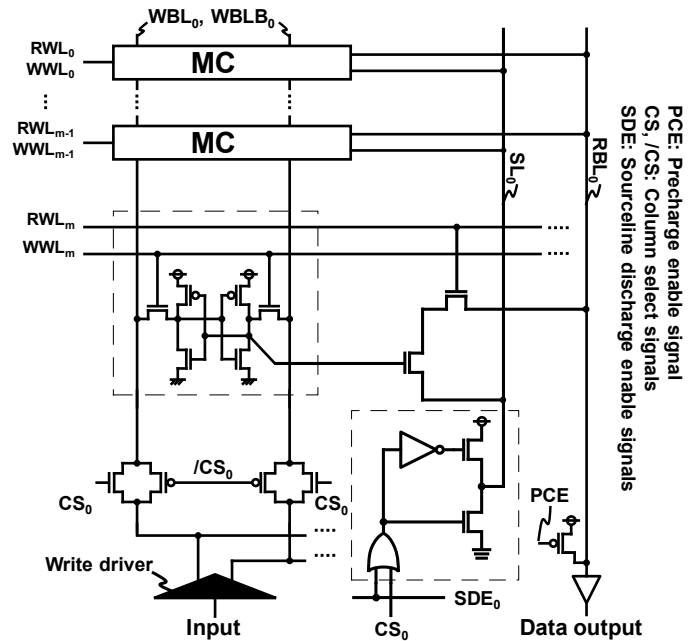 WBL0, WBLB0
RWL0
WWL0
MC
RWLm-1
WWLm-1
MC
SL0
RBL0
PCE: Precharge enable signal
CS, /CS: Column select signals
SDE: Sourceline discharge enable signals
RWLm
WWLm
/CS0
CS0
CS0
PCE
Write driver
SDE0
Input
CS0
Data output